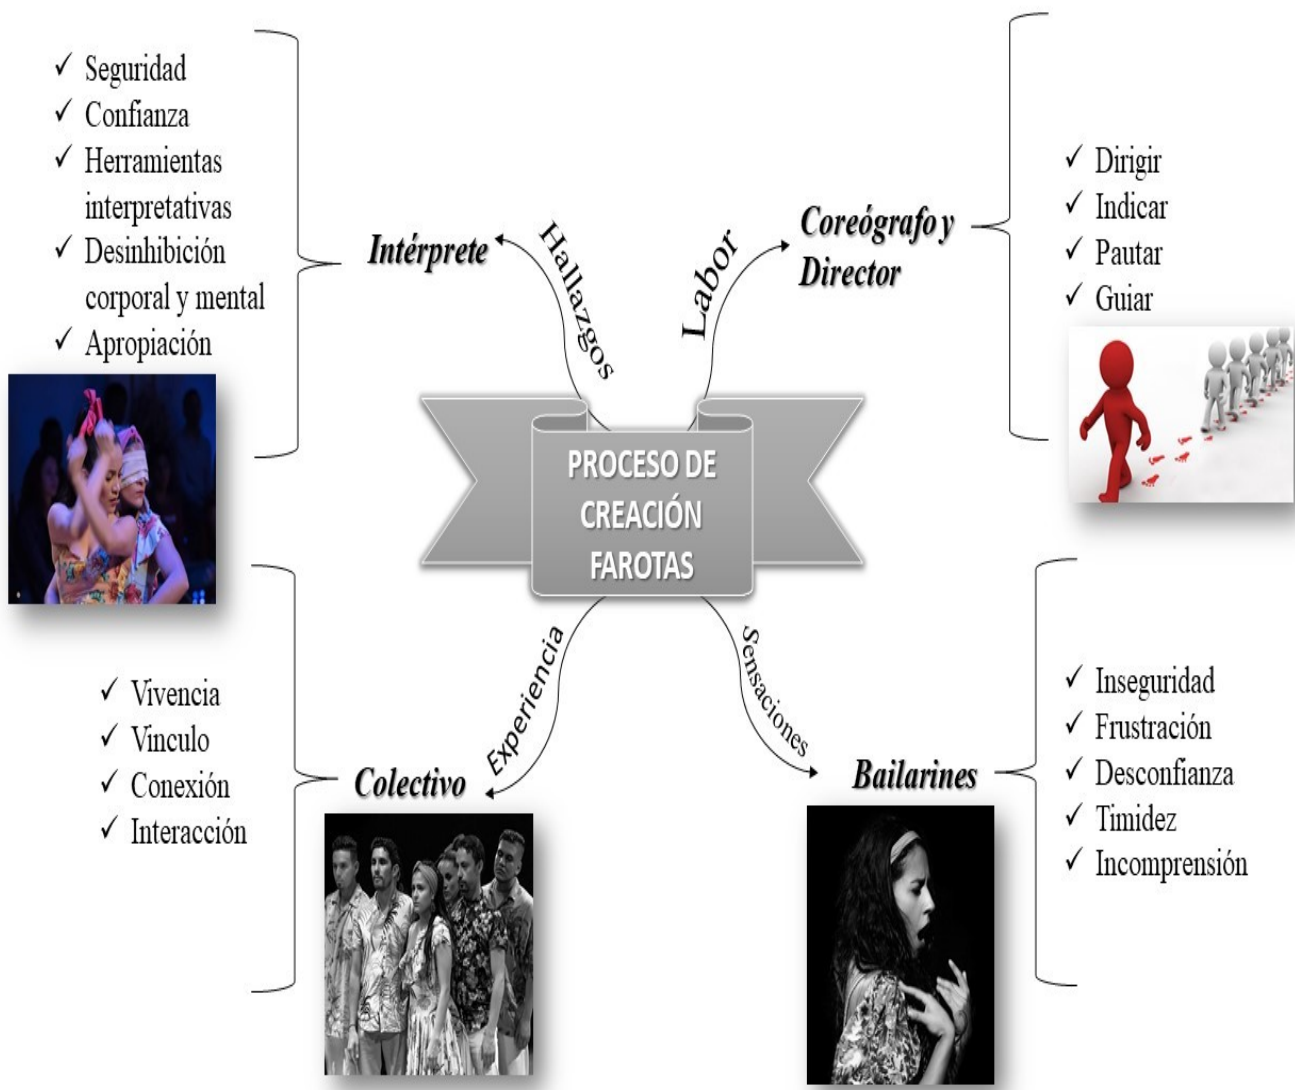 Seguridad
Confianza
Herramientas
interpretativas
Desinhibición
corporal y mental
Apropiación
Intérprete
Hallazgos
Labor
Coreógrafo y
Director
Dirigir
Indicar
Pautar
Guiar
PROCESO DE
CREACIÓN
FAROTAS
Vivencia
Vinculo
Conexión
Interacción
Colectivo
Experiencia
Sensaciones
Bailarines
Inseguridad
Frustración
Desconfianza
Timidez
Incomprensión